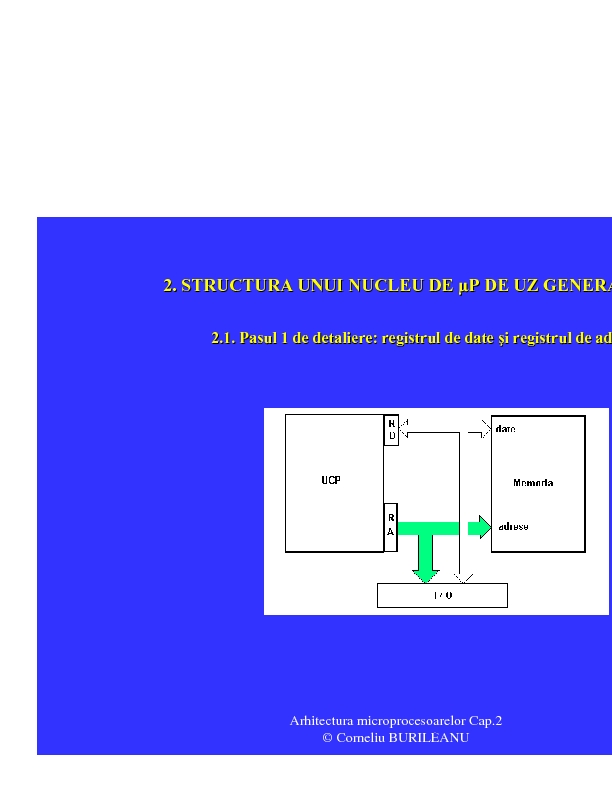 2. STRUCTURA UNUI NUCLEU DE µP DE UZ GENERA
2.1. Pasul 1 de detaliere: registrul de date şi registrul de ad
R
D
date
UCP
Memoria
R
A
adrese
I / O
Arhitectura microprocesoarelor Cap.2
© Corneliu BURILEANU